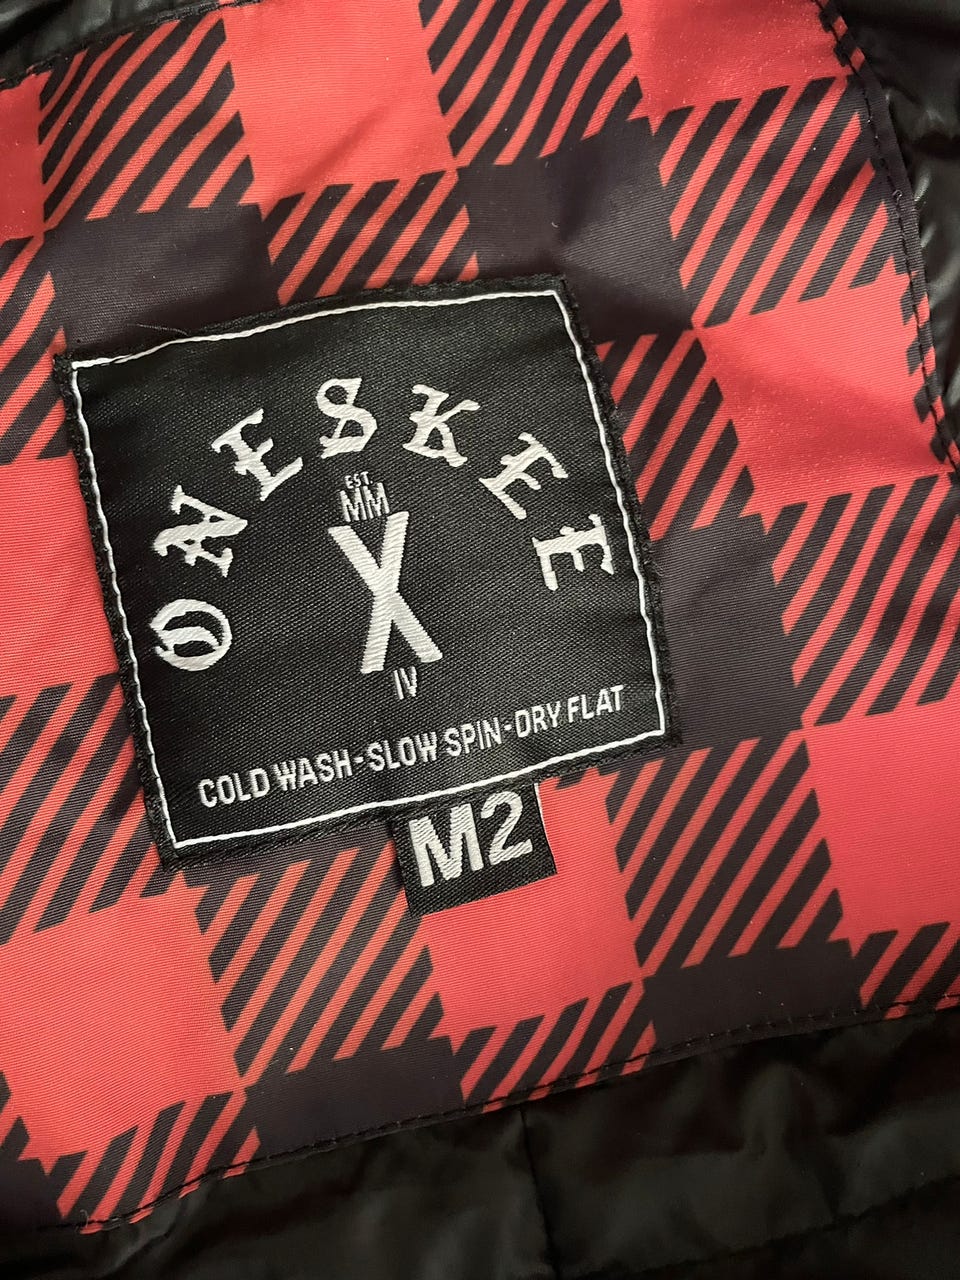 ONESKEE
EST
MM
X
IV
COLD WASH-SLOW SPIN-DRY FLAT
M2